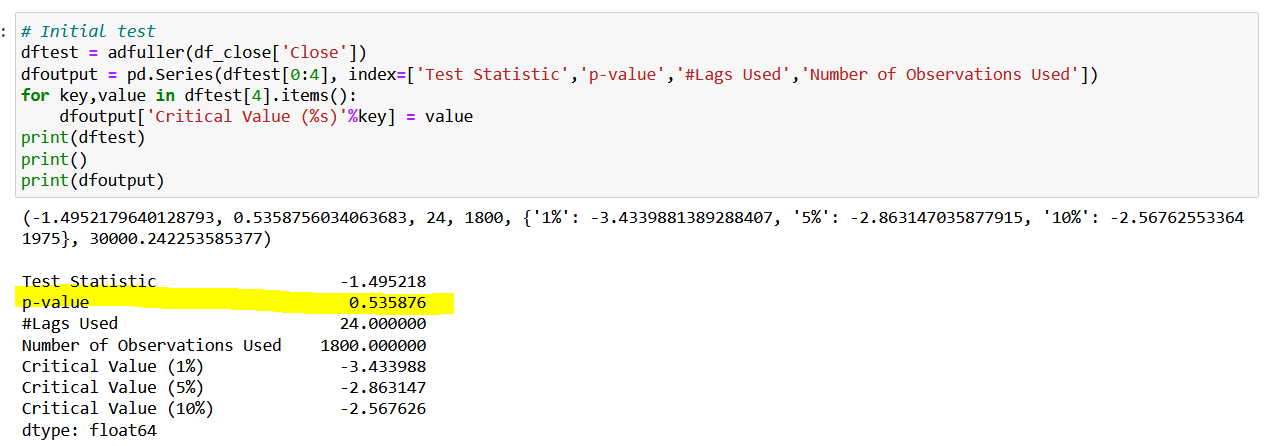 :
# Initial test
dftest = adfuller(df_close['Close'])
dfoutput = pd.Series(dftest[0:4], index=['Test Statistic','p-value','#Lags Used','Number of Observations Used'])
for key,value in dftest[4].items():
    dfoutput['Critical Value (%s)'%key] = value
print(dftest)
print()
print(dfoutput)
(-1.4952179640128793, 0.5358756034063683, 24, 1800, {'1%': -3.4339881389288407, '5%': -2.863147035877915, '10%': -2.56762553364
1975}, 30000.242253585377)
Test Statistic -1.495218
p-value 0.535876
#Lags Used 24.000000
Number of Observations Used 1800.000000
Critical Value (1%) -3.433988
Critical Value (5%) -2.863147
Critical Value (10%) -2.567626
dtype: float64